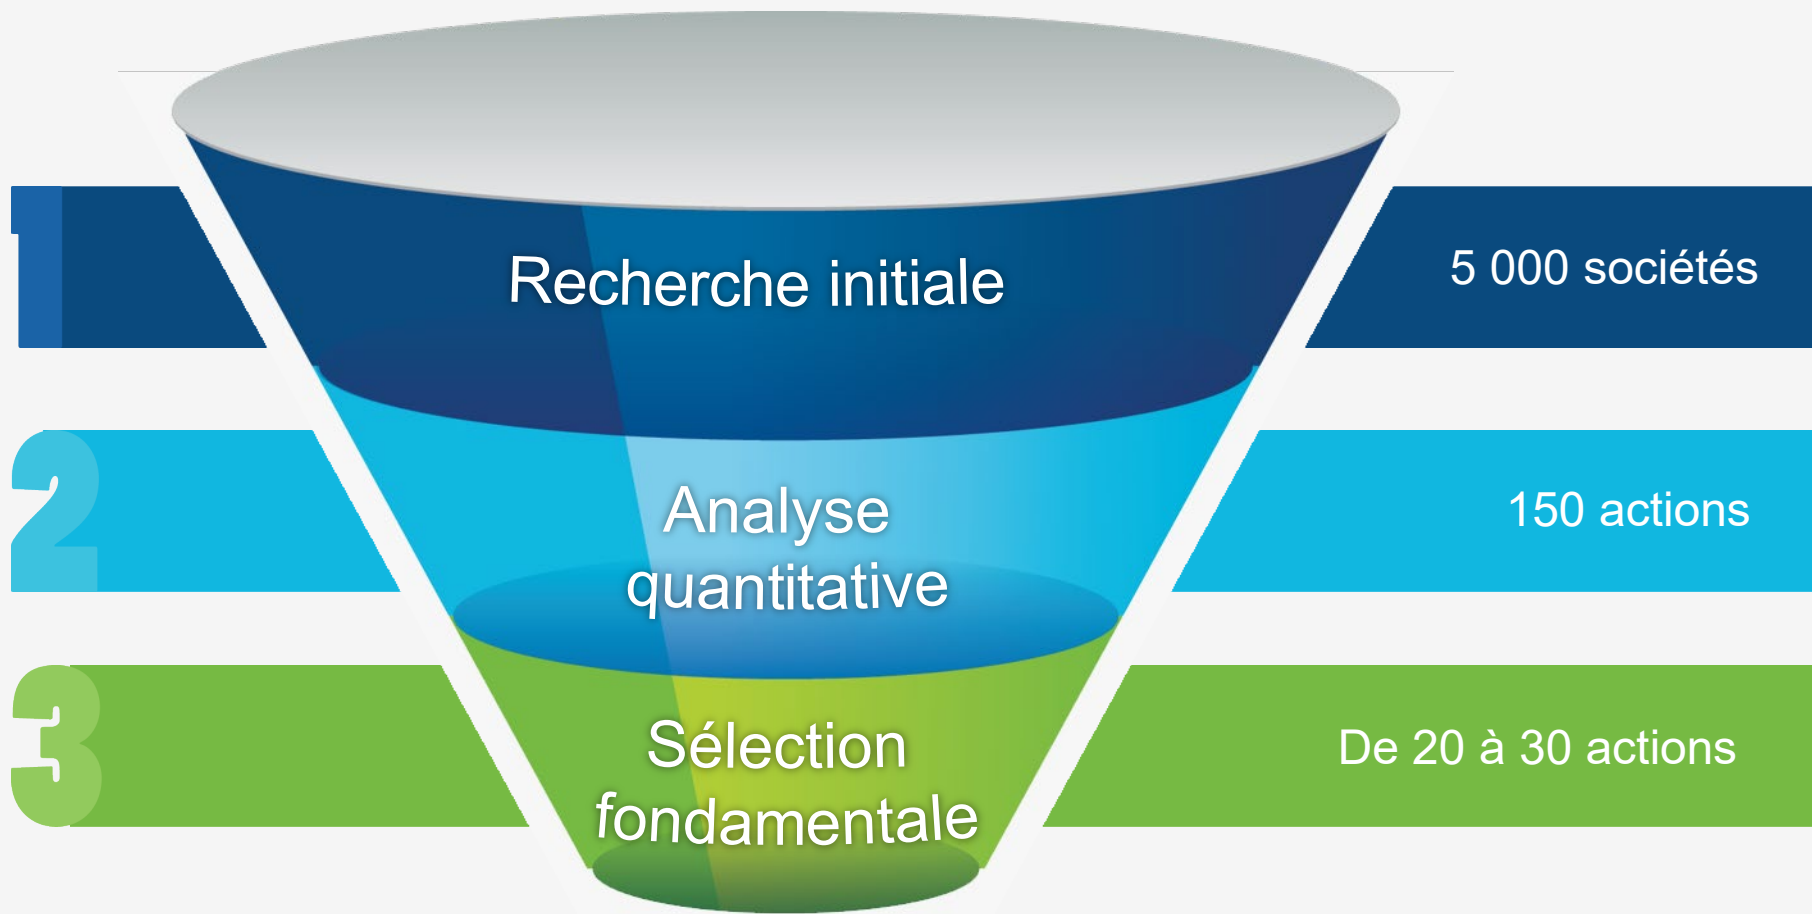 1
Recherche initiale
5 000 sociétés
2
Analyse
quantitative
150 actions
3
Sélection
fondamentale
De 20 à 30 actions